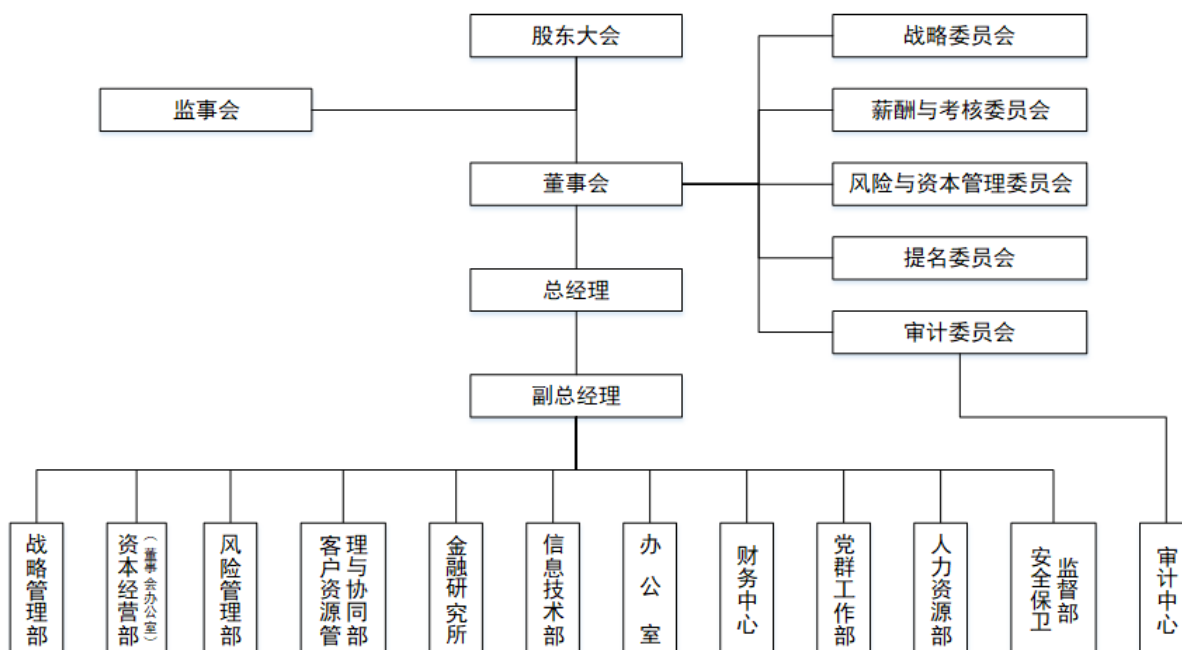 股东大会
战略委员会
监事会
薪酬与考核委员会
董事会
风险与资本管理委员会
提名委员会
总经理
审计委员会
副总经理
战略管理部
资本经营部
（董事会办公室）
风险管理部
客户资源管
理与协同部
金融研究所
信息技术部
办公室
财务中心
党群工作部
人力资源部
安全保卫
监督部
审计中心